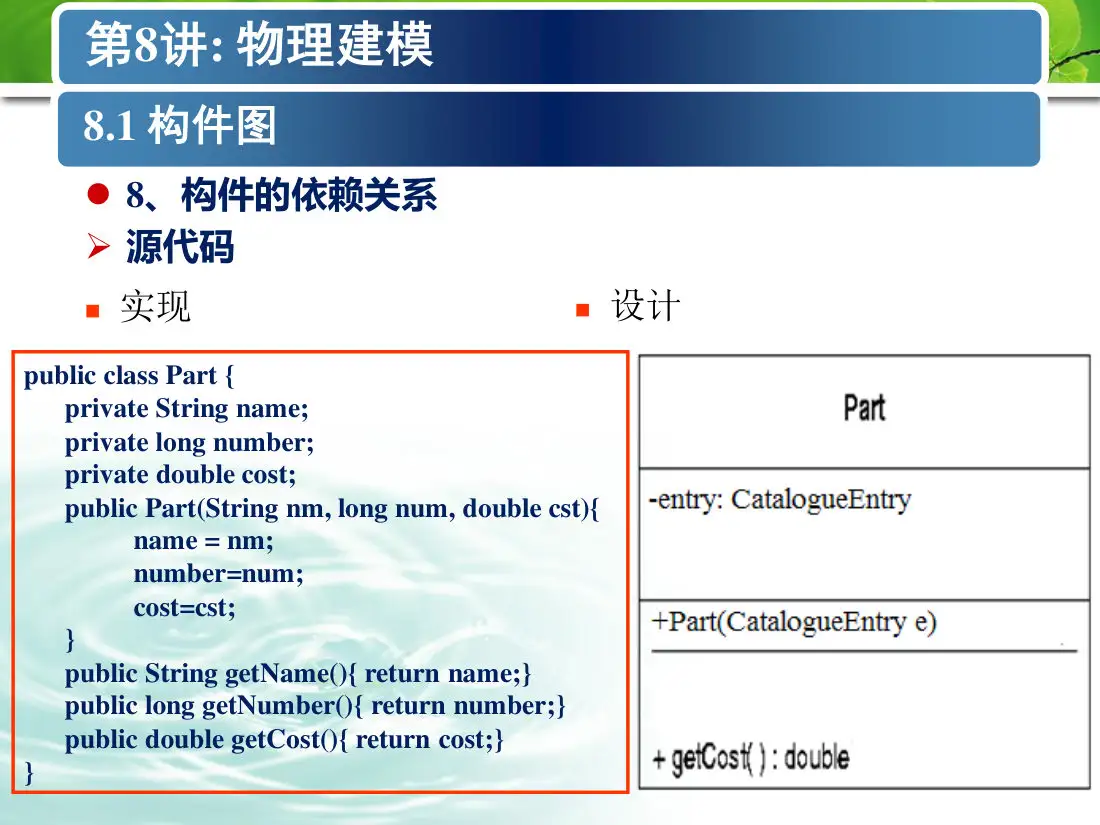 第8讲: 物理建模
8.1 构件图
8、构件的依赖关系
源代码
实现
设计
public class Part {
private String name;
private long number;
private double cost;
public Part(String nm, long num, double cst){
name = nm;
number=num;
cost=cst;
}
public String getName(){ return name;}
public long getNumber(){ return number;}
public double getCost(){ return cost;}
}
Part
-entry: CatalogueEntry
+Part(CatalogueEntry e)
+ getCost( ) : double